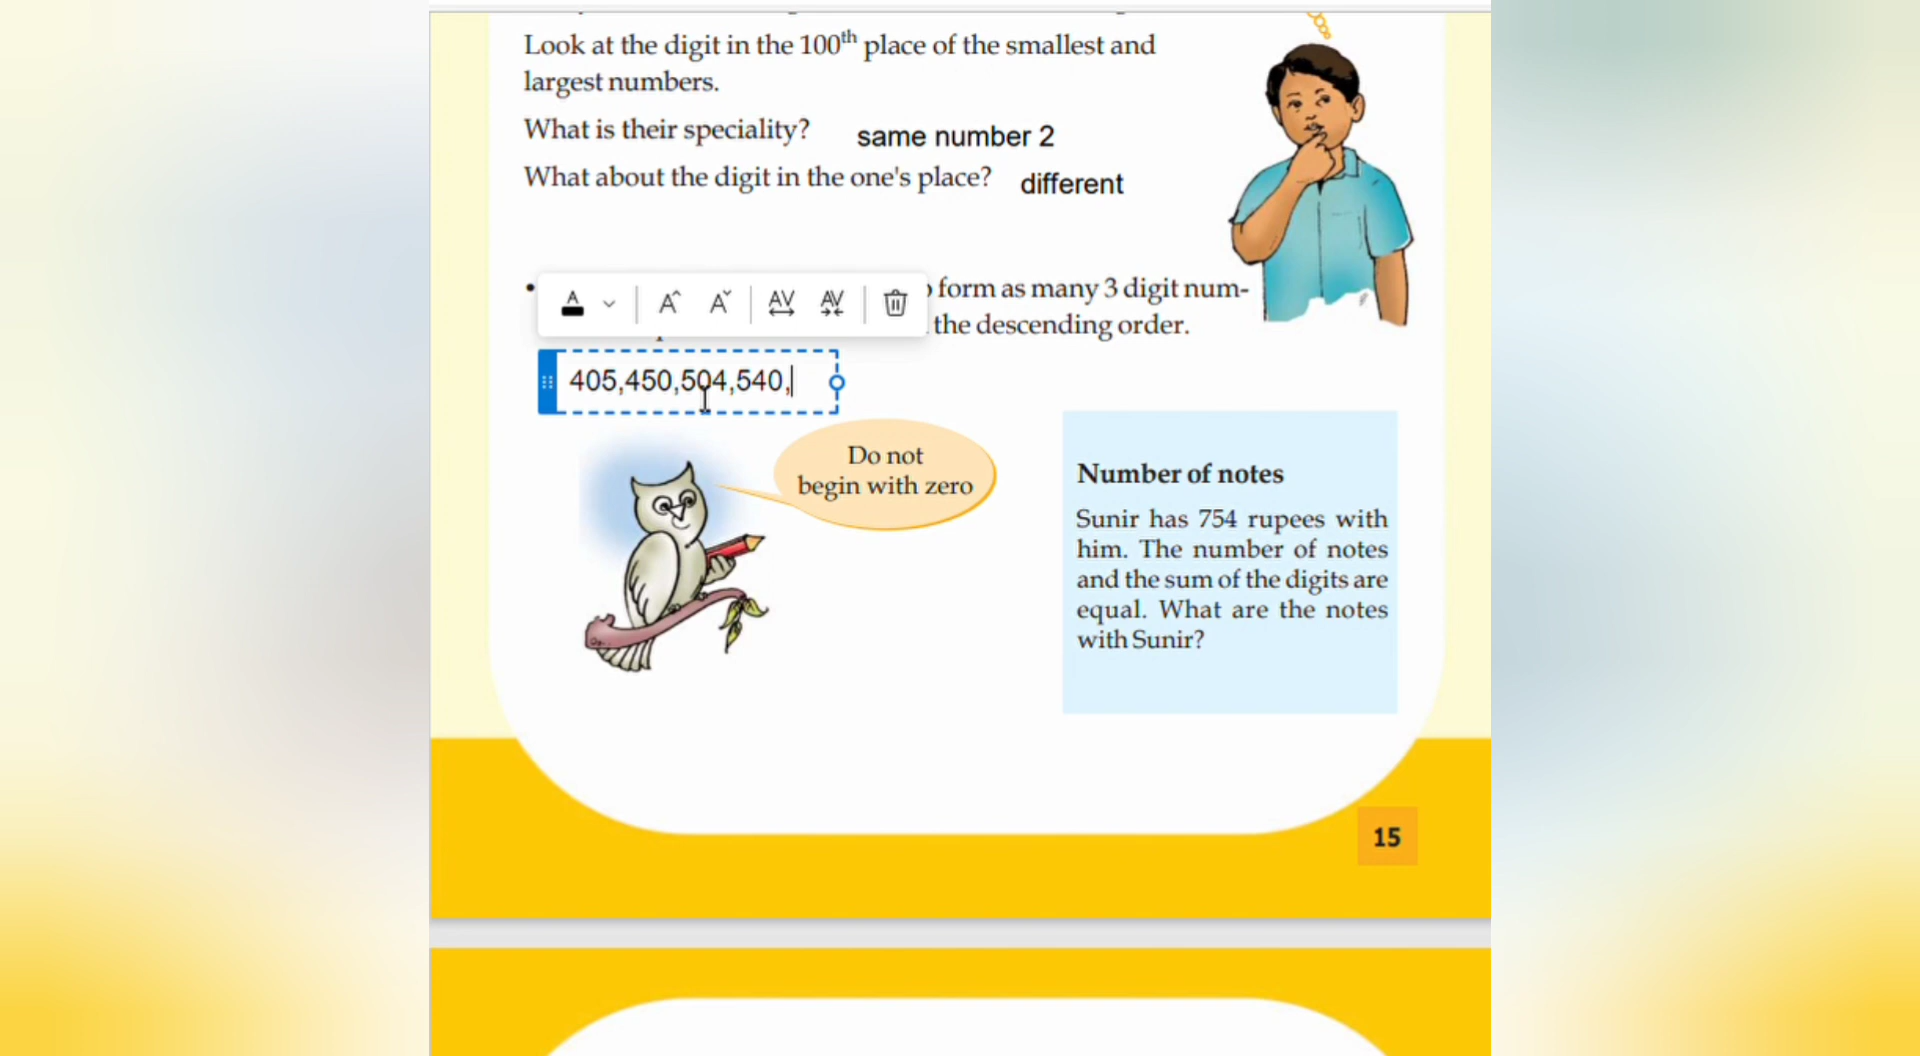 Look at the digit in the 100th place of the smallest and
largest numbers.
What is their speciality? same number 2
What about the digit in the one's place? different
• form as many 3 digit num-
the descending order.
405,450,504,540,
Do not
begin with zero
Number of notes
Sunir has 754 rupees with
him. The number of notes
and the sum of the digits are
equal. What are the notes
with Sunir?
15